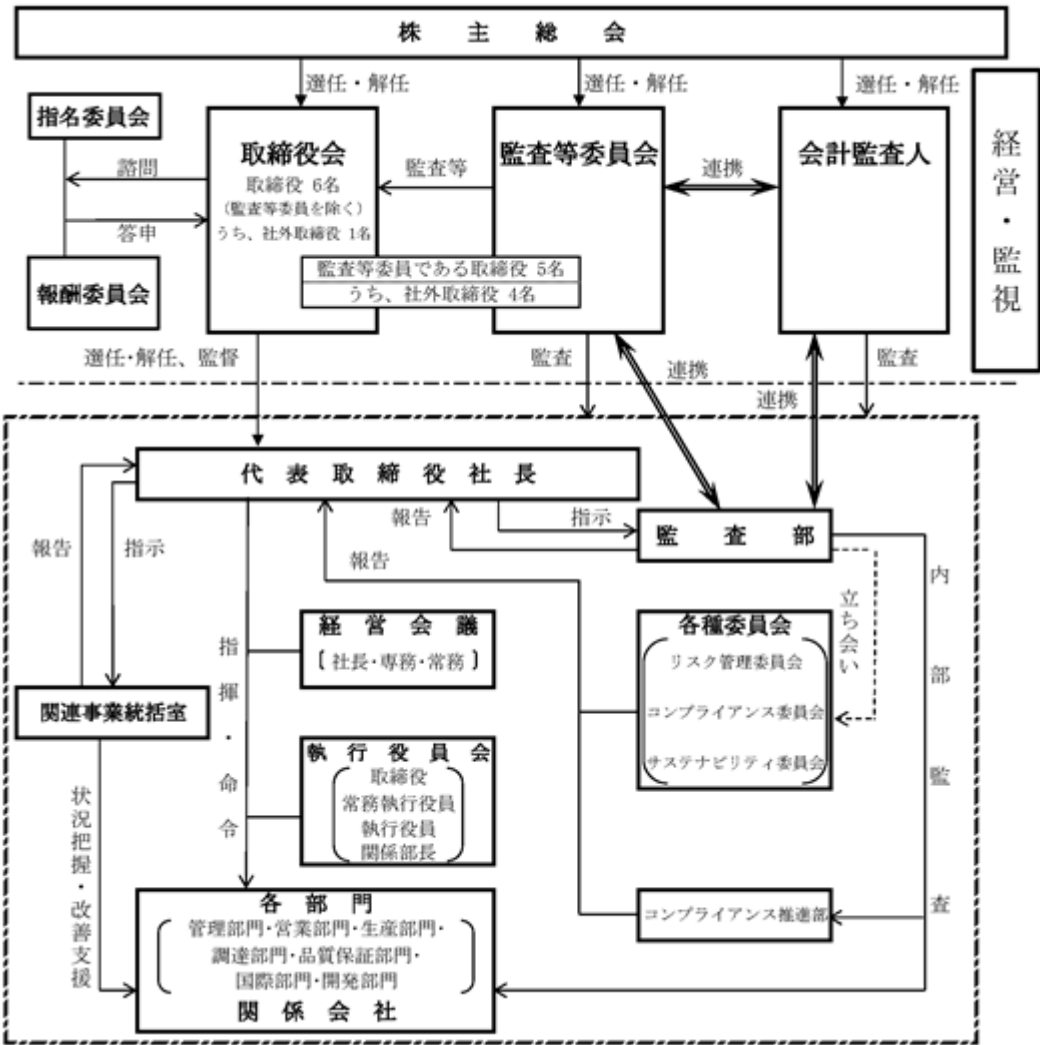 株主総会
選任・解任
選任・解任
選任・解任
経営・監視
指名委員会
諮問
答申
報酬委員会
取締役会
取締役 6名
(監査等委員を除く)
うち、社外取締役 1名
監査等
監査等委員会
連携
会計監査人
監査等委員である取締役 5名
うち、社外取締役 4名
選任・解任、監督
監査
連携
連携
監査
代表取締役社長
報告
指示
報告
指示
報告
監査部
内部監査
立ち会い
指揮・命令
経営会議
[社長・専務・常務]
各種委員会
リスク管理委員会
コンプライアンス委員会
サステナビリティ委員会
関連事業統括室
執行役員会
取締役
常務執行役員
執行役員
関係部長
状況把握・改善支援
各部門
管理部門・営業部門・生産部門・
調達部門・品質保証部門・
国際部門・開発部門
関係会社
コンプライアンス推進部